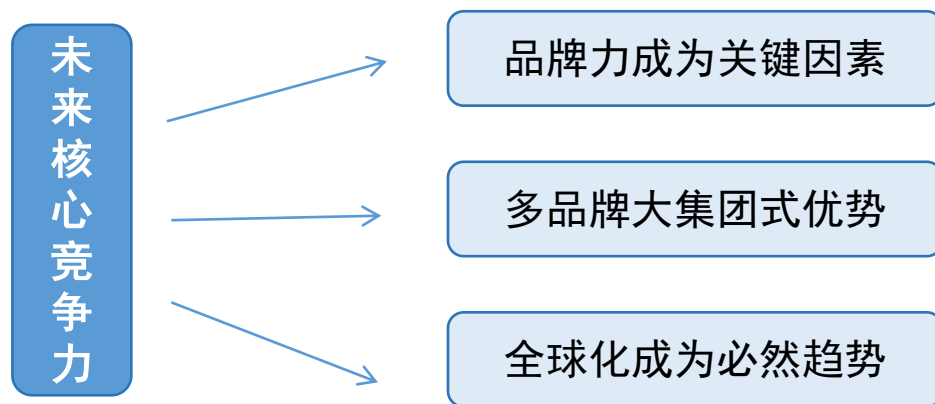 未来核心竞争力
品牌力成为关键因素
多品牌大集团式优势
全球化成为必然趋势